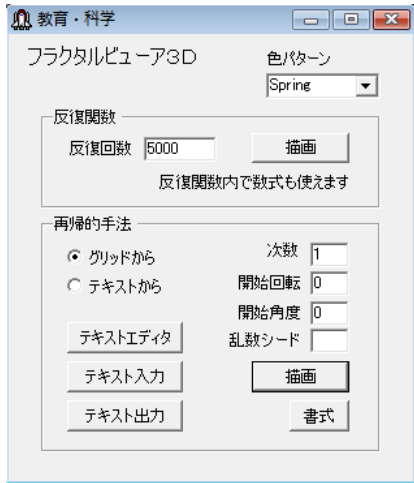 教育・科学
フラクタルビューア3D
色パターン
Spring
反復関数
反復回数 5000 描画
反復関数内で数式も使えます
再帰的手法
グリッドから
テキストから
次数 1
開始回転 0
開始角度 0
乱数シード
テキストエディタ
テキスト入力
描画
テキスト出力
書式